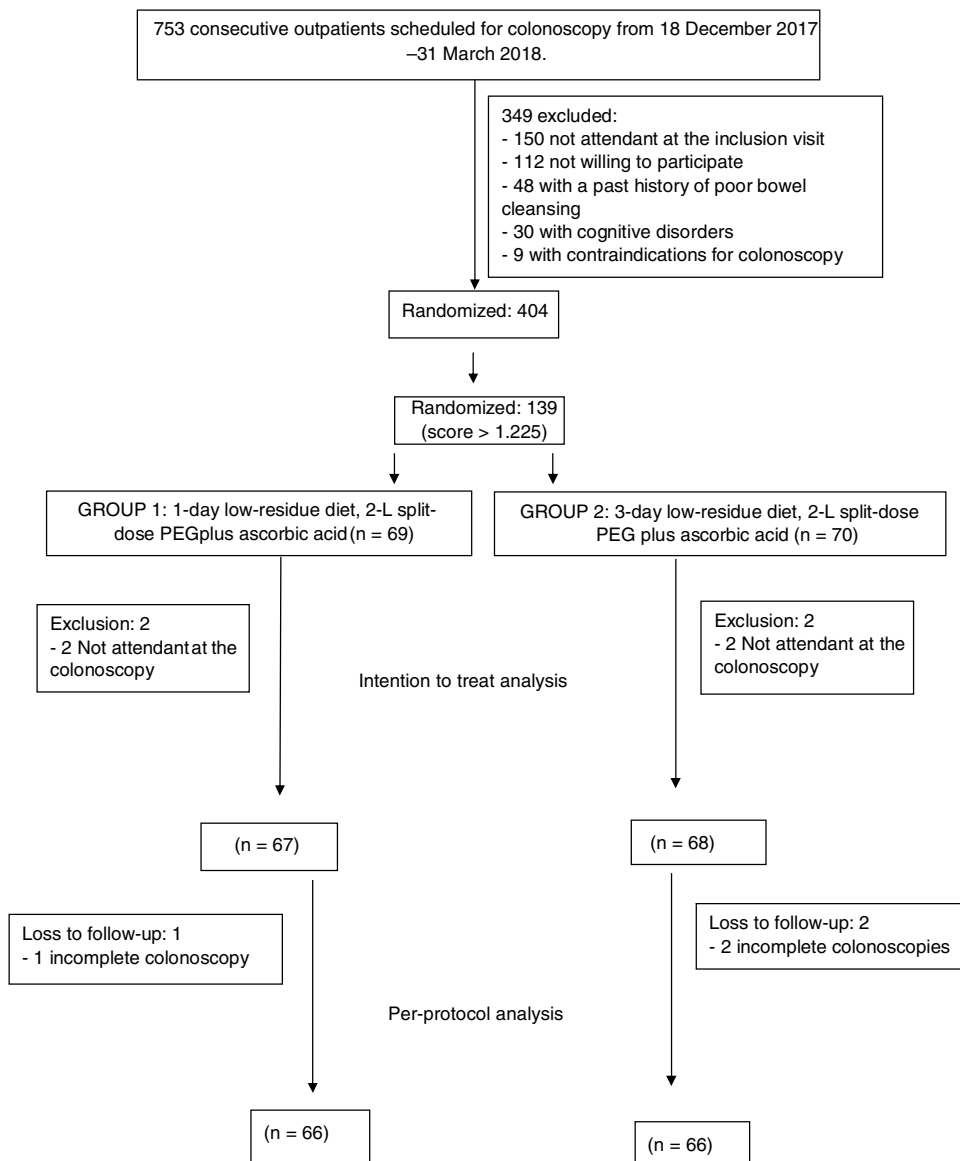 753 consecutive outpatients scheduled for colonoscopy from 18 December 2017
–31 March 2018.
349 excluded:
- 150 not attendant at the inclusion visit
- 112 not willing to participate
- 48 with a past history of poor bowel
cleansing
- 30 with cognitive disorders
- 9 with contraindications for colonoscopy
Randomized: 404
Randomized: 139
(score > 1.225)
GROUP 1: 1-day low-residue diet, 2-L split-
dose PEGplus ascorbic acid (n = 69)
GROUP 2: 3-day low-residue diet, 2-L split-dose
PEG plus ascorbic acid (n = 70)
Exclusion: 2
- 2 Not attendant at the
colonoscopy
Exclusion: 2
- 2 Not attendant at the
colonoscopy
Intention to treat analysis
(n = 67)
(n = 68)
Loss to follow-up: 1
- 1 incomplete colonoscopy
Loss to follow-up: 2
- 2 incomplete colonoscopies
Per-protocol analysis
(n = 66)
(n = 66)